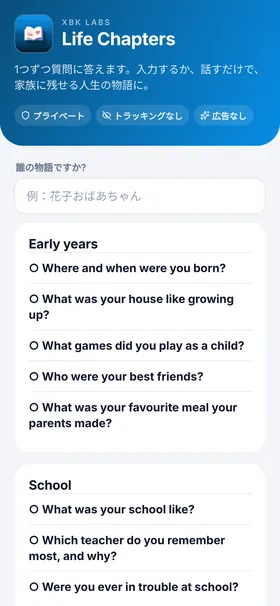 XBK LABS
Life Chapters
1つずつ質問に答えます。入力するか、話すだけで、
家族に残せる人生の物語に。
プライベート
トラッキングなし
広告なし
誰の物語ですか?
例：花子おばあちゃん
Early years
Where and when were you born?
What was your house like growing
up?
What games did you play as a child?
Who were your best friends?
What was your favourite meal your
parents made?
School
What was your school like?
Which teacher do you remember
most, and why?
Were you ever in trouble at school?